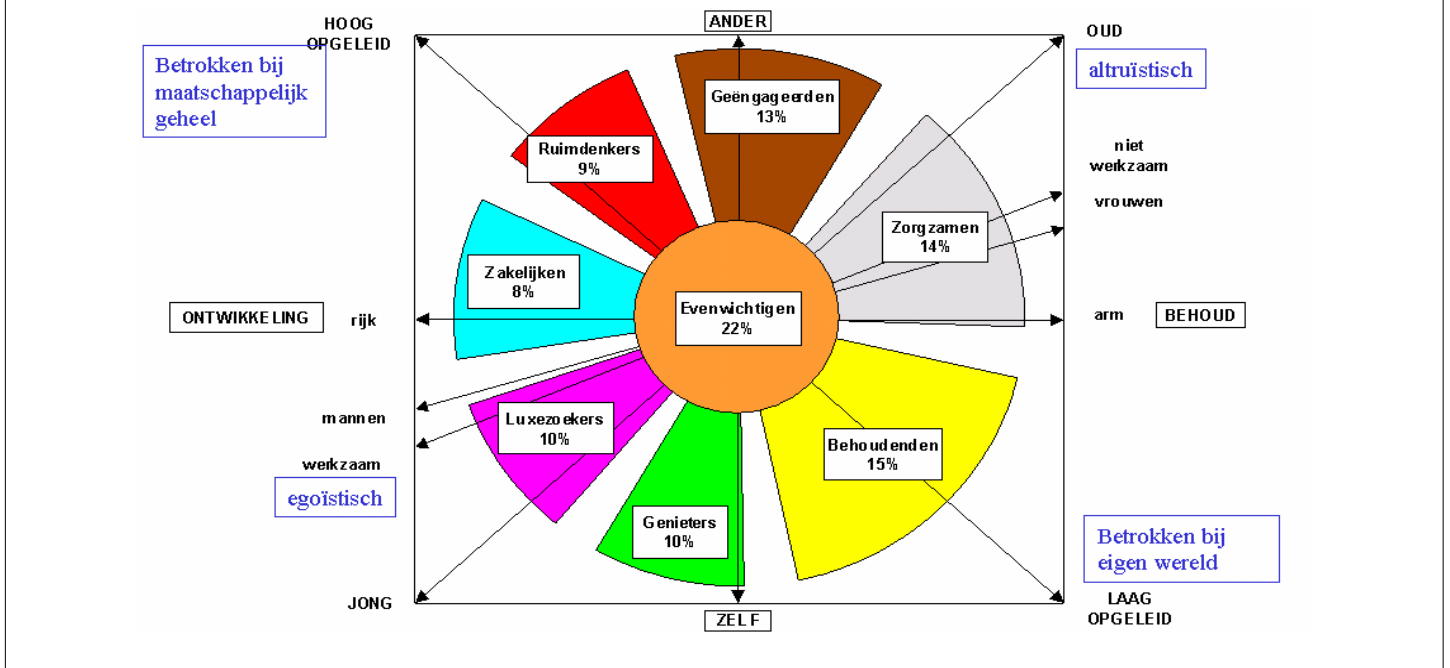 HOOG
OPGELEID
ANDER
OUD
Betrokken bij
maatschappelijk
geheel
altruïstisch
Geëngageerden
13%
Ruimdenkers
9%
niet
werkzaam
vrouwen
Zorgzamen
14%
Zakelijken
8%
Evenwichtigen
22%
ONTWIKKELING
rijk
arm
BEHOUD
mannen
Luxezoekers
10%
werkzaam
egoïstisch
Behoudenden
15%
Genieters
10%
Betrokken bij
eigen wereld
JONG
ZELF
LAAG
OPGELEID